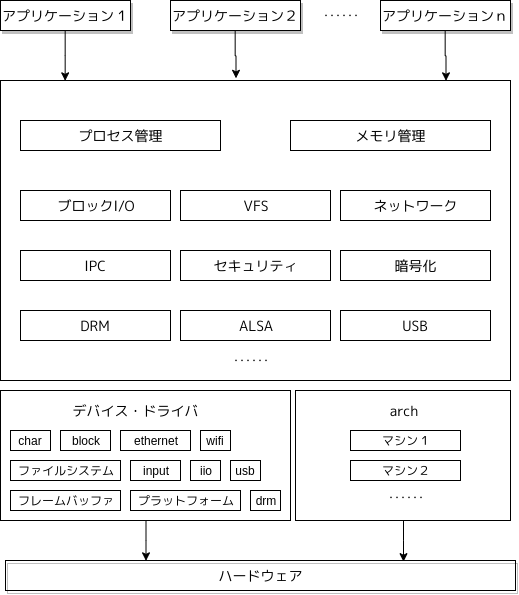 アプリケーション１ アプリケーション２ ‥‥‥ アプリケーションｎ
プロセス管理 メモリ管理
ブロックI/O VFS ネットワーク
IPC セキュリティ 暗号化
DRM ALSA USB
‥‥‥
デバイス・ドライバ
char block ethernet wifi
ファイルシステム input iio usb
フレームバッファ プラットフォーム drm
arch
マシン１
マシン２
‥‥‥
ハードウェア